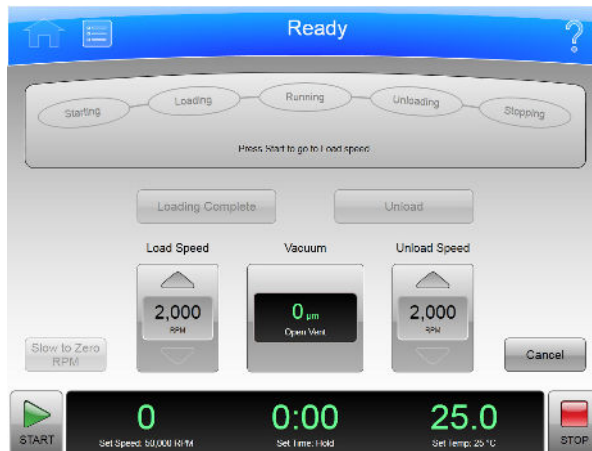 Ready
?
Starting
Loading
Running
Unloading
Stopping
Press Start to go to Load speed
Loading Complete
Unload
Load Speed
Vacuum
Unload Speed
2,000
RPM
0 µm
Open Vent
2,000
RPM
Slow to Zero
RPM
Cancel
START
0
Set Speed: 50,000 RPM
0:00
Set Time: Hold
25.0
Set Temp: 25 °C
STOP